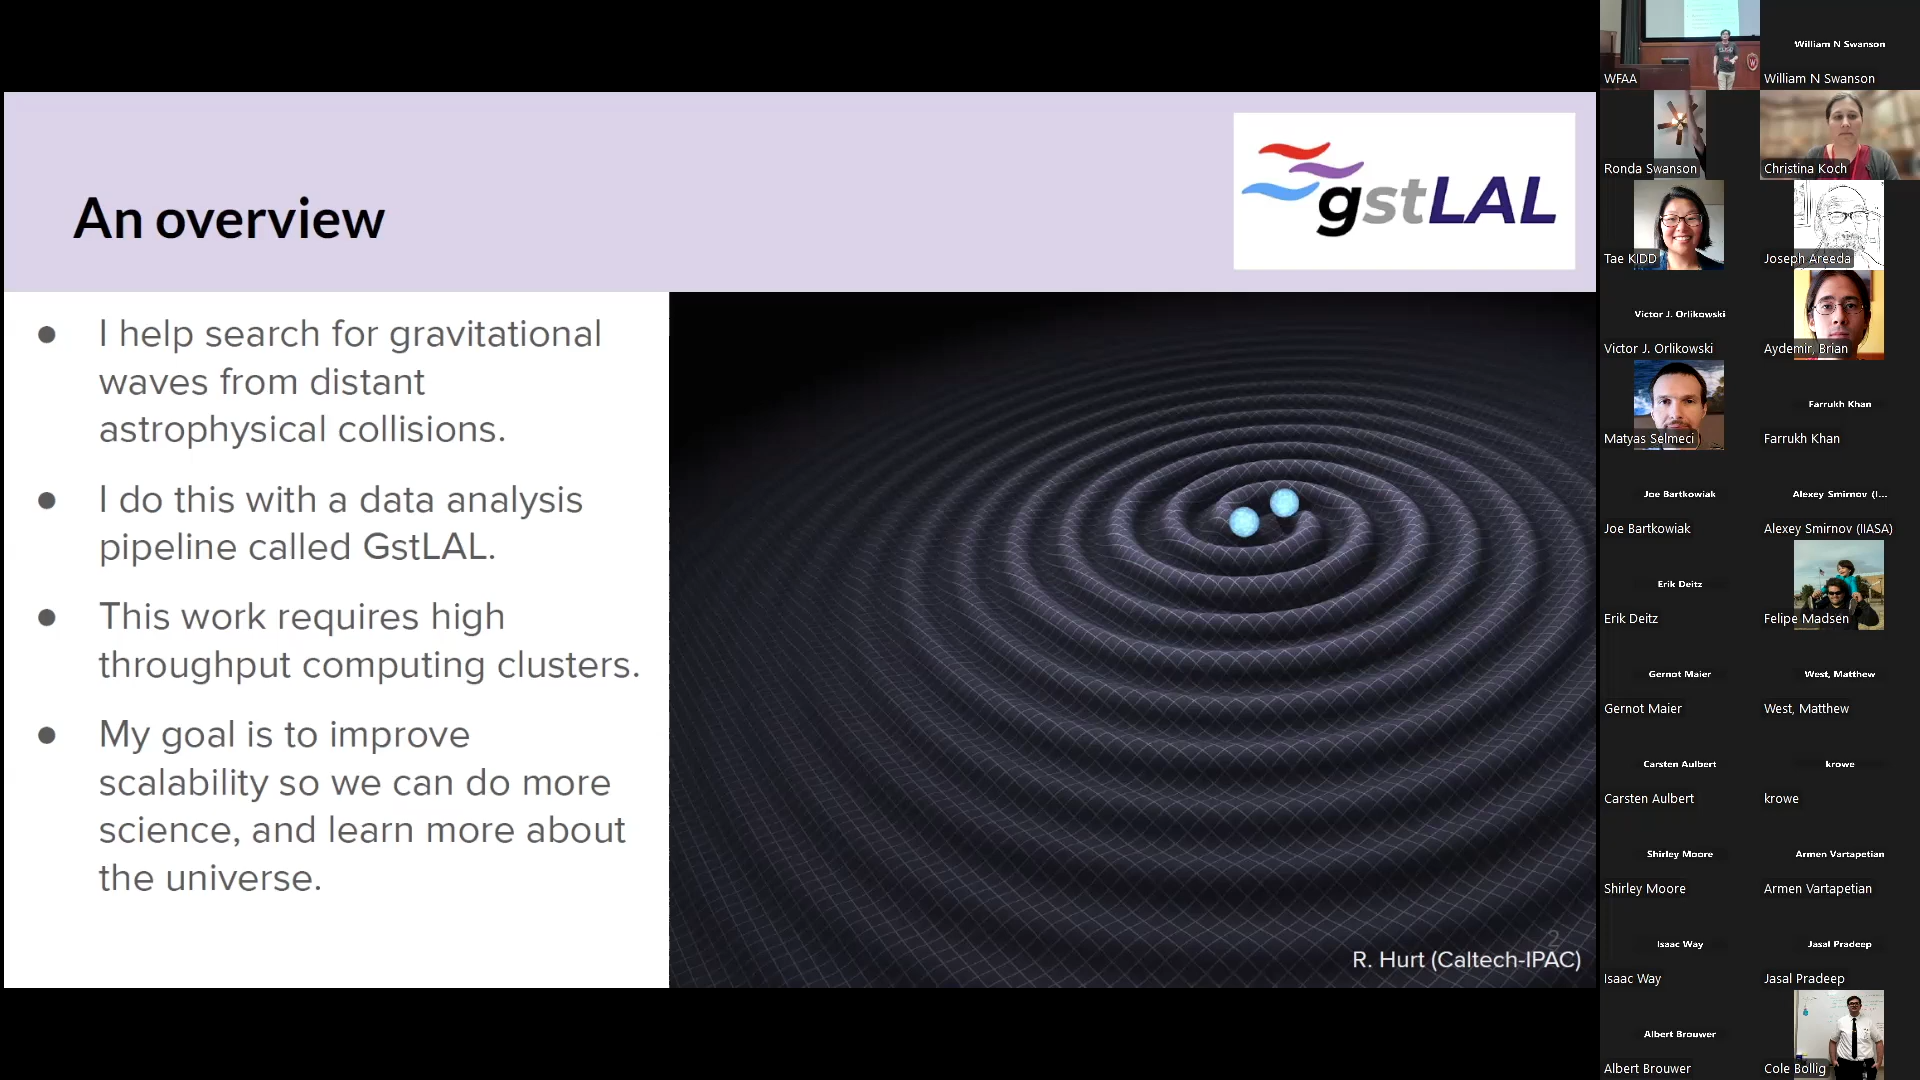 An overview
gstLAL
● I help search for gravitational
waves from distant
astrophysical collisions.
● I do this with a data analysis
pipeline called GstLAL.
● This work requires high
throughput computing clusters.
● My goal is to improve
scalability so we can do more
science, and learn more about
the universe.
2
R. Hurt (Caltech-IPAC)
WFAA
William N Swanson
William N Swanson
Ronda Swanson
Christina Koch
Tae KIDD
Joseph Areeda
Victor J. Orlikowski
Victor J. Orlikowski
Aydemir, Brian
Matyas Selmeci
Farrukh Khan
Farrukh Khan
Joe Bartkowiak
Joe Bartkowiak
Alexey Smirnov (I...
Alexey Smirnov (IIASA)
Erik Deitz
Erik Deitz
Felipe Madsen
Gernot Maier
Gernot Maier
West, Matthew
West, Matthew
Carsten Aulbert
Carsten Aulbert
krowe
krowe
Shirley Moore
Shirley Moore
Armen Vartapetian
Armen Vartapetian
Isaac Way
Isaac Way
Jasal Pradeep
Jasal Pradeep
Albert Brouwer
Albert Brouwer
Cole Bollig